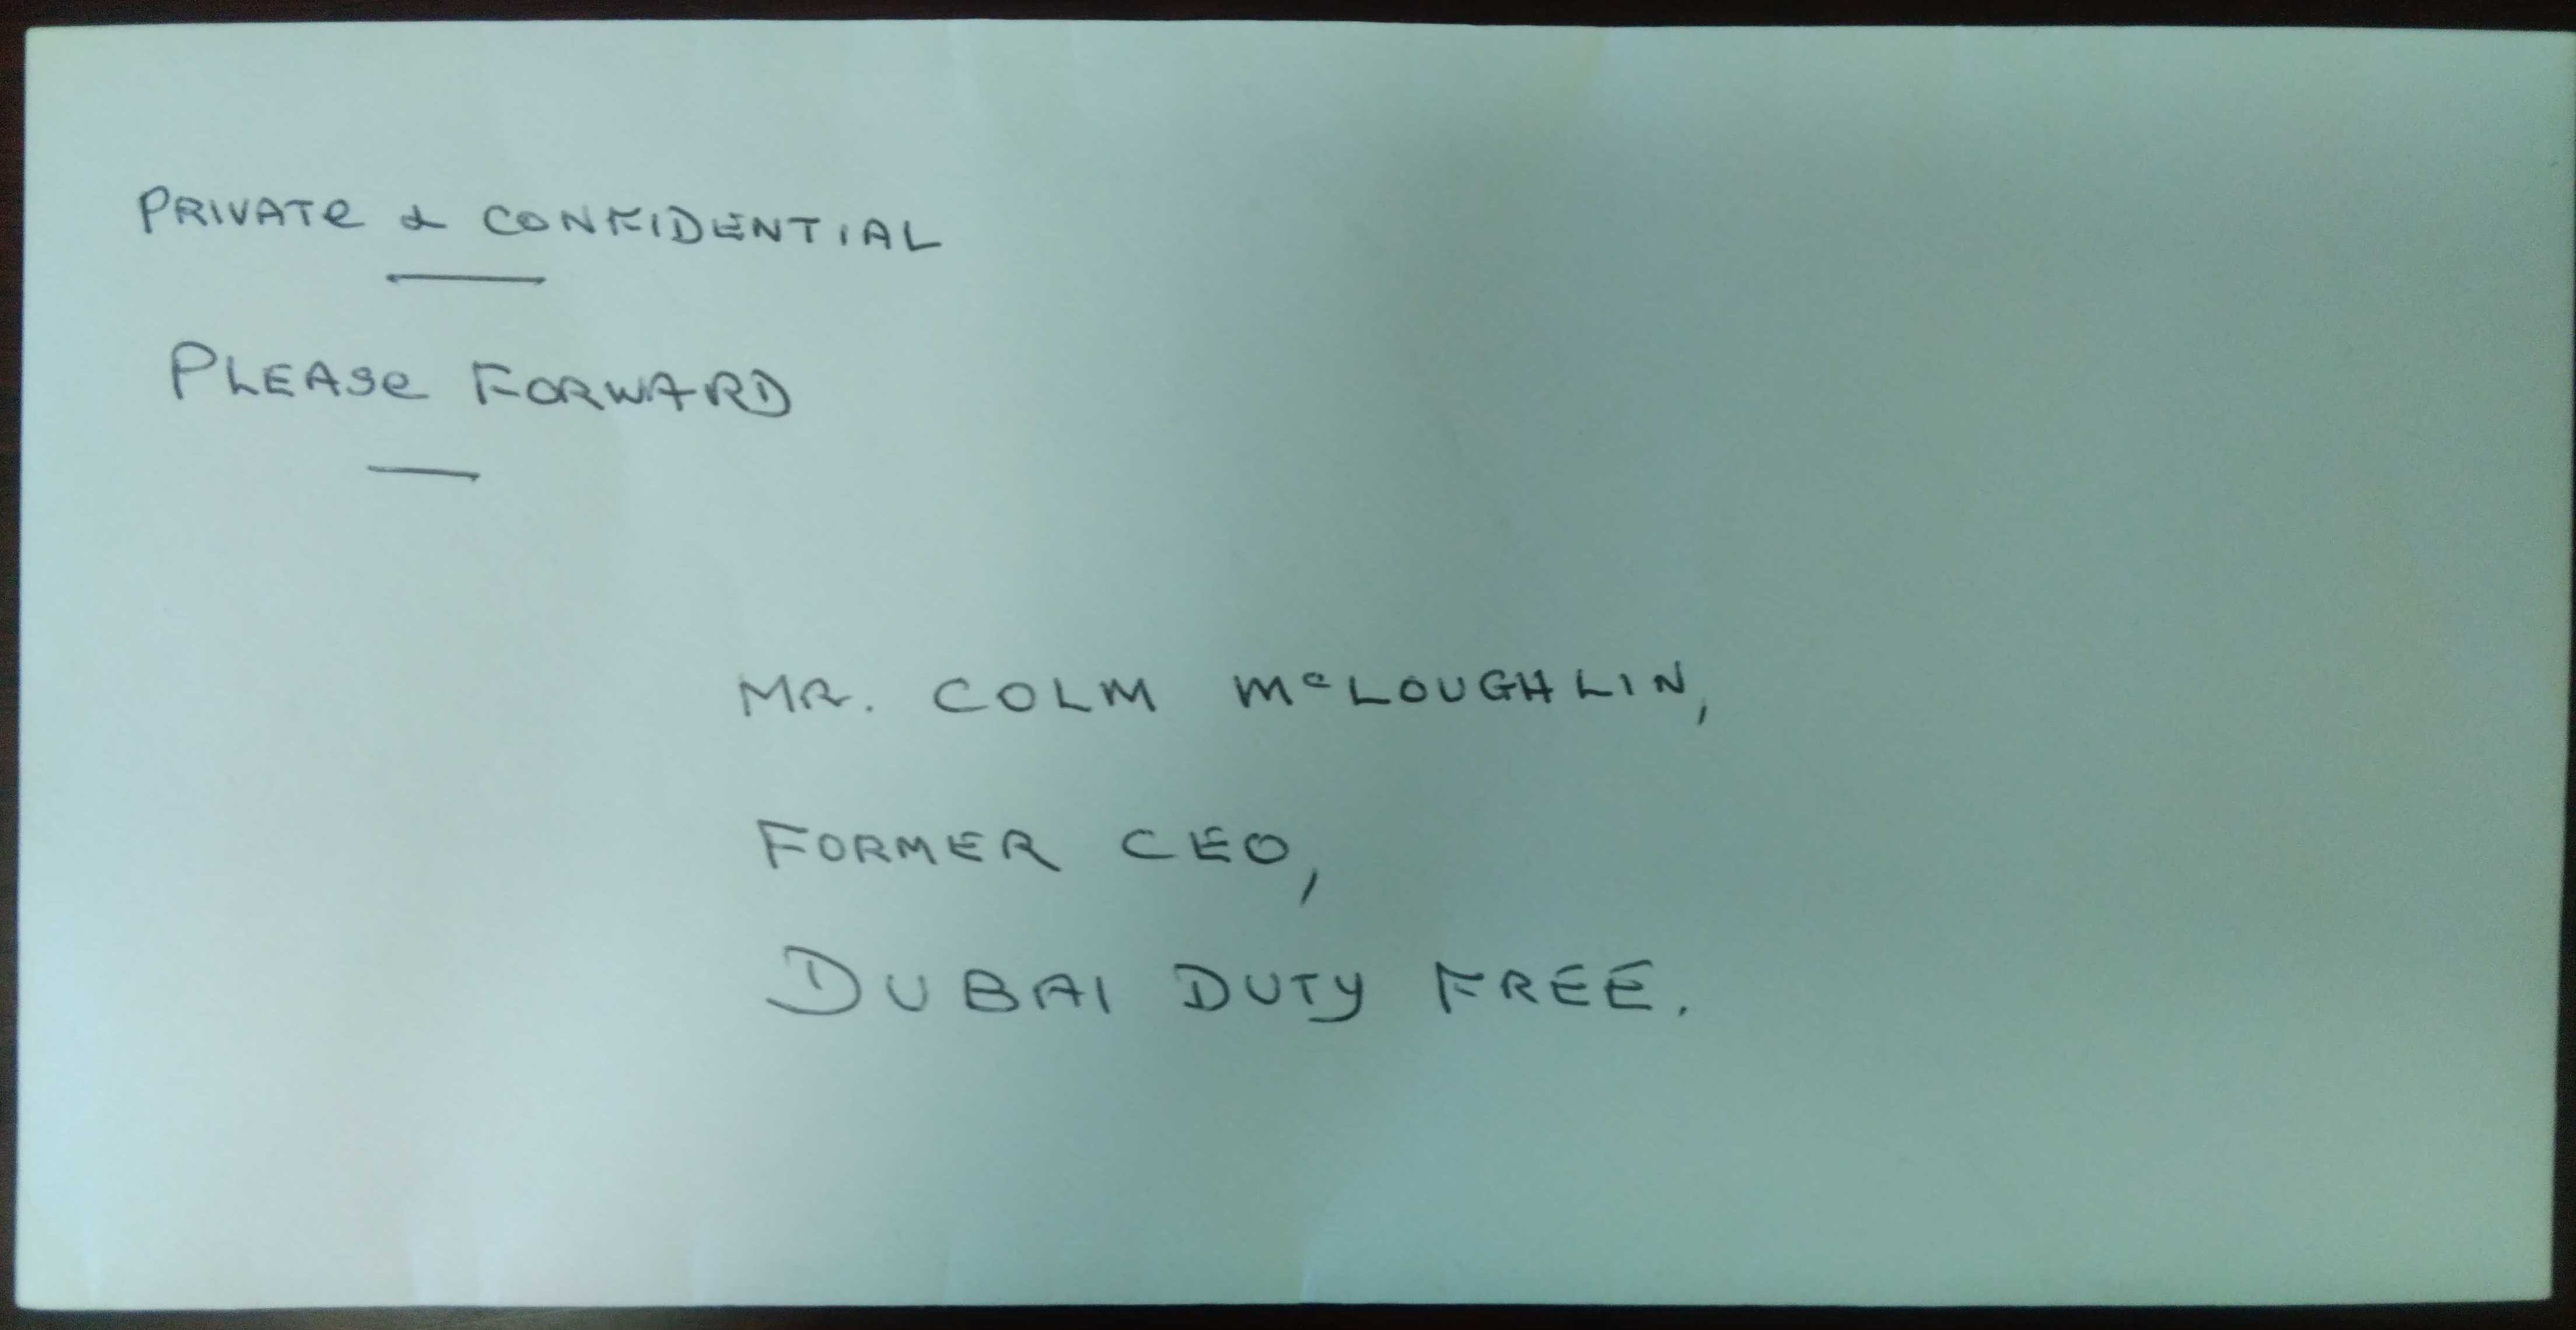 PRIVATE & CONFIDENTIAL
PLEASE FORWARD
MR. COLM McLOUGHLIN,
FORMER CEO,
DUBAI DUTY FREE.